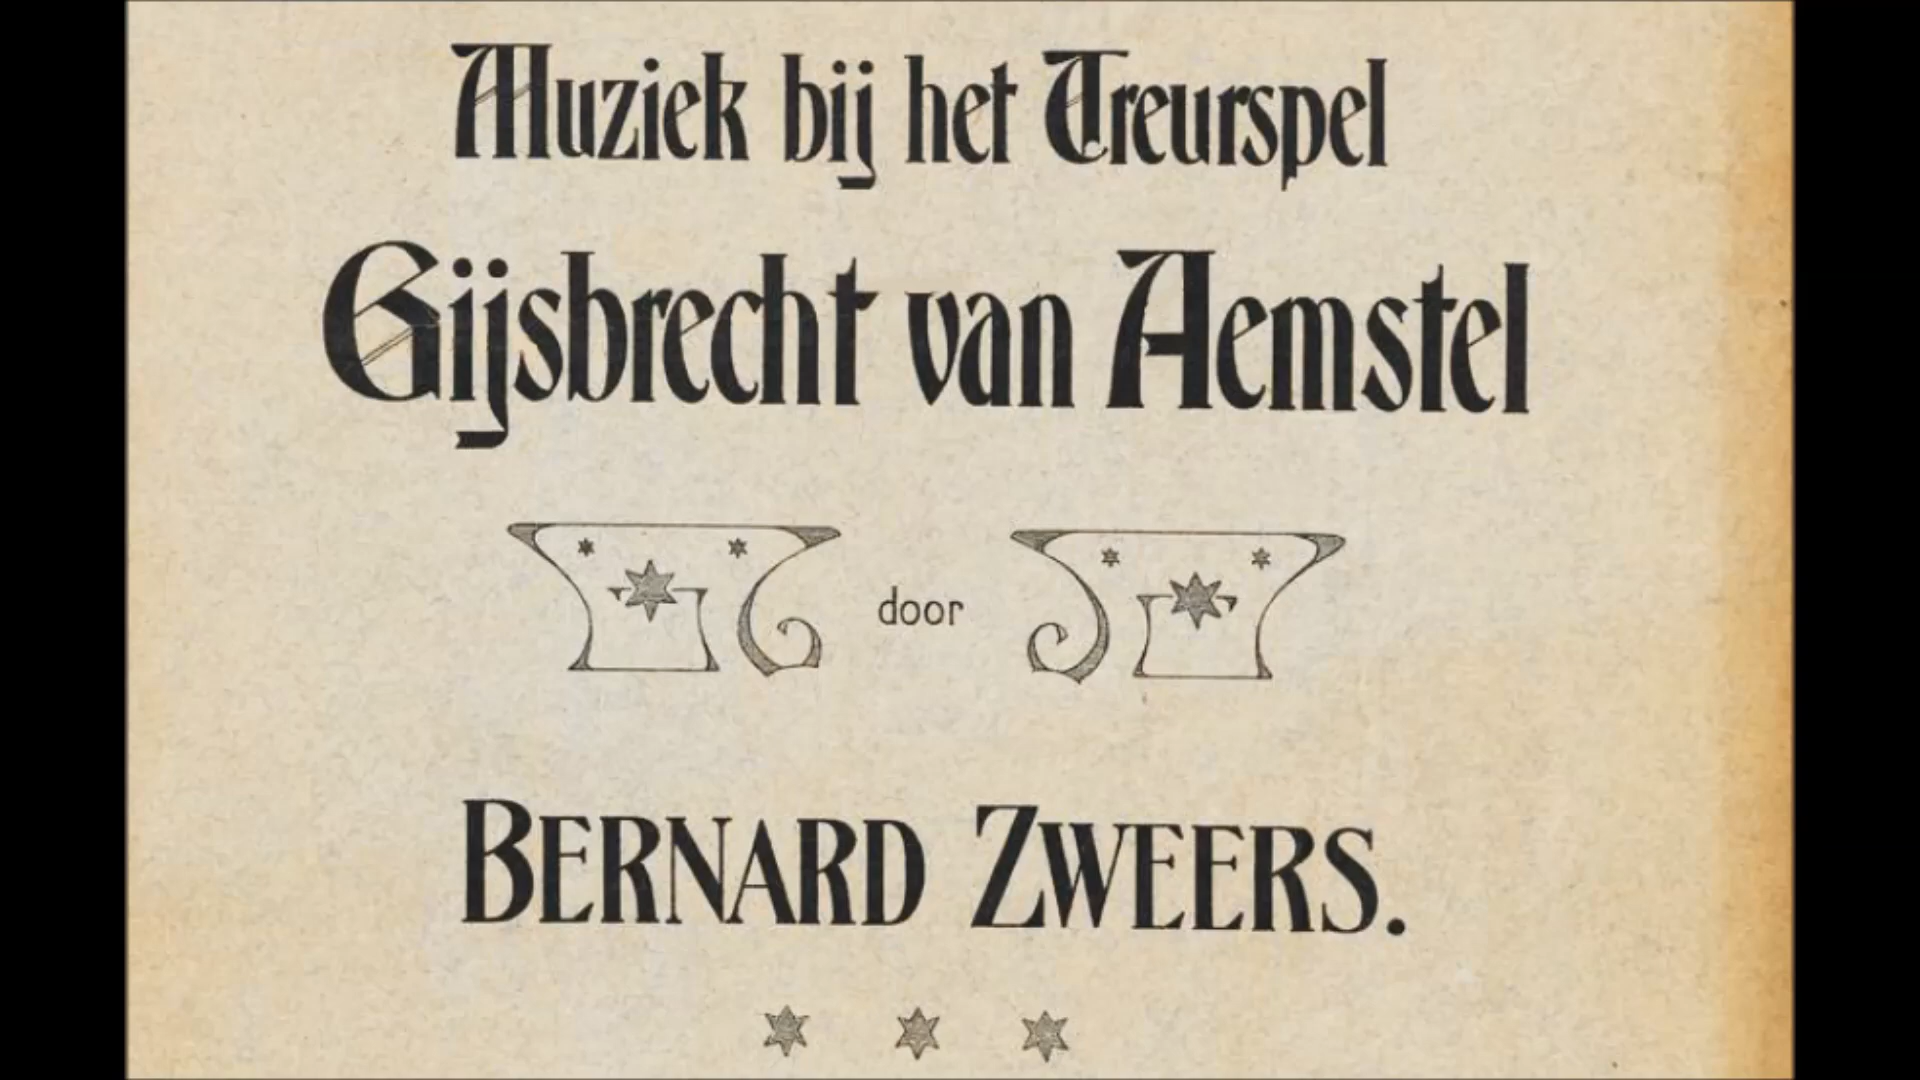 Muziek bij het Treurspel
Gijsbrecht van Aemstel
door
BERNARD ZWEERS.